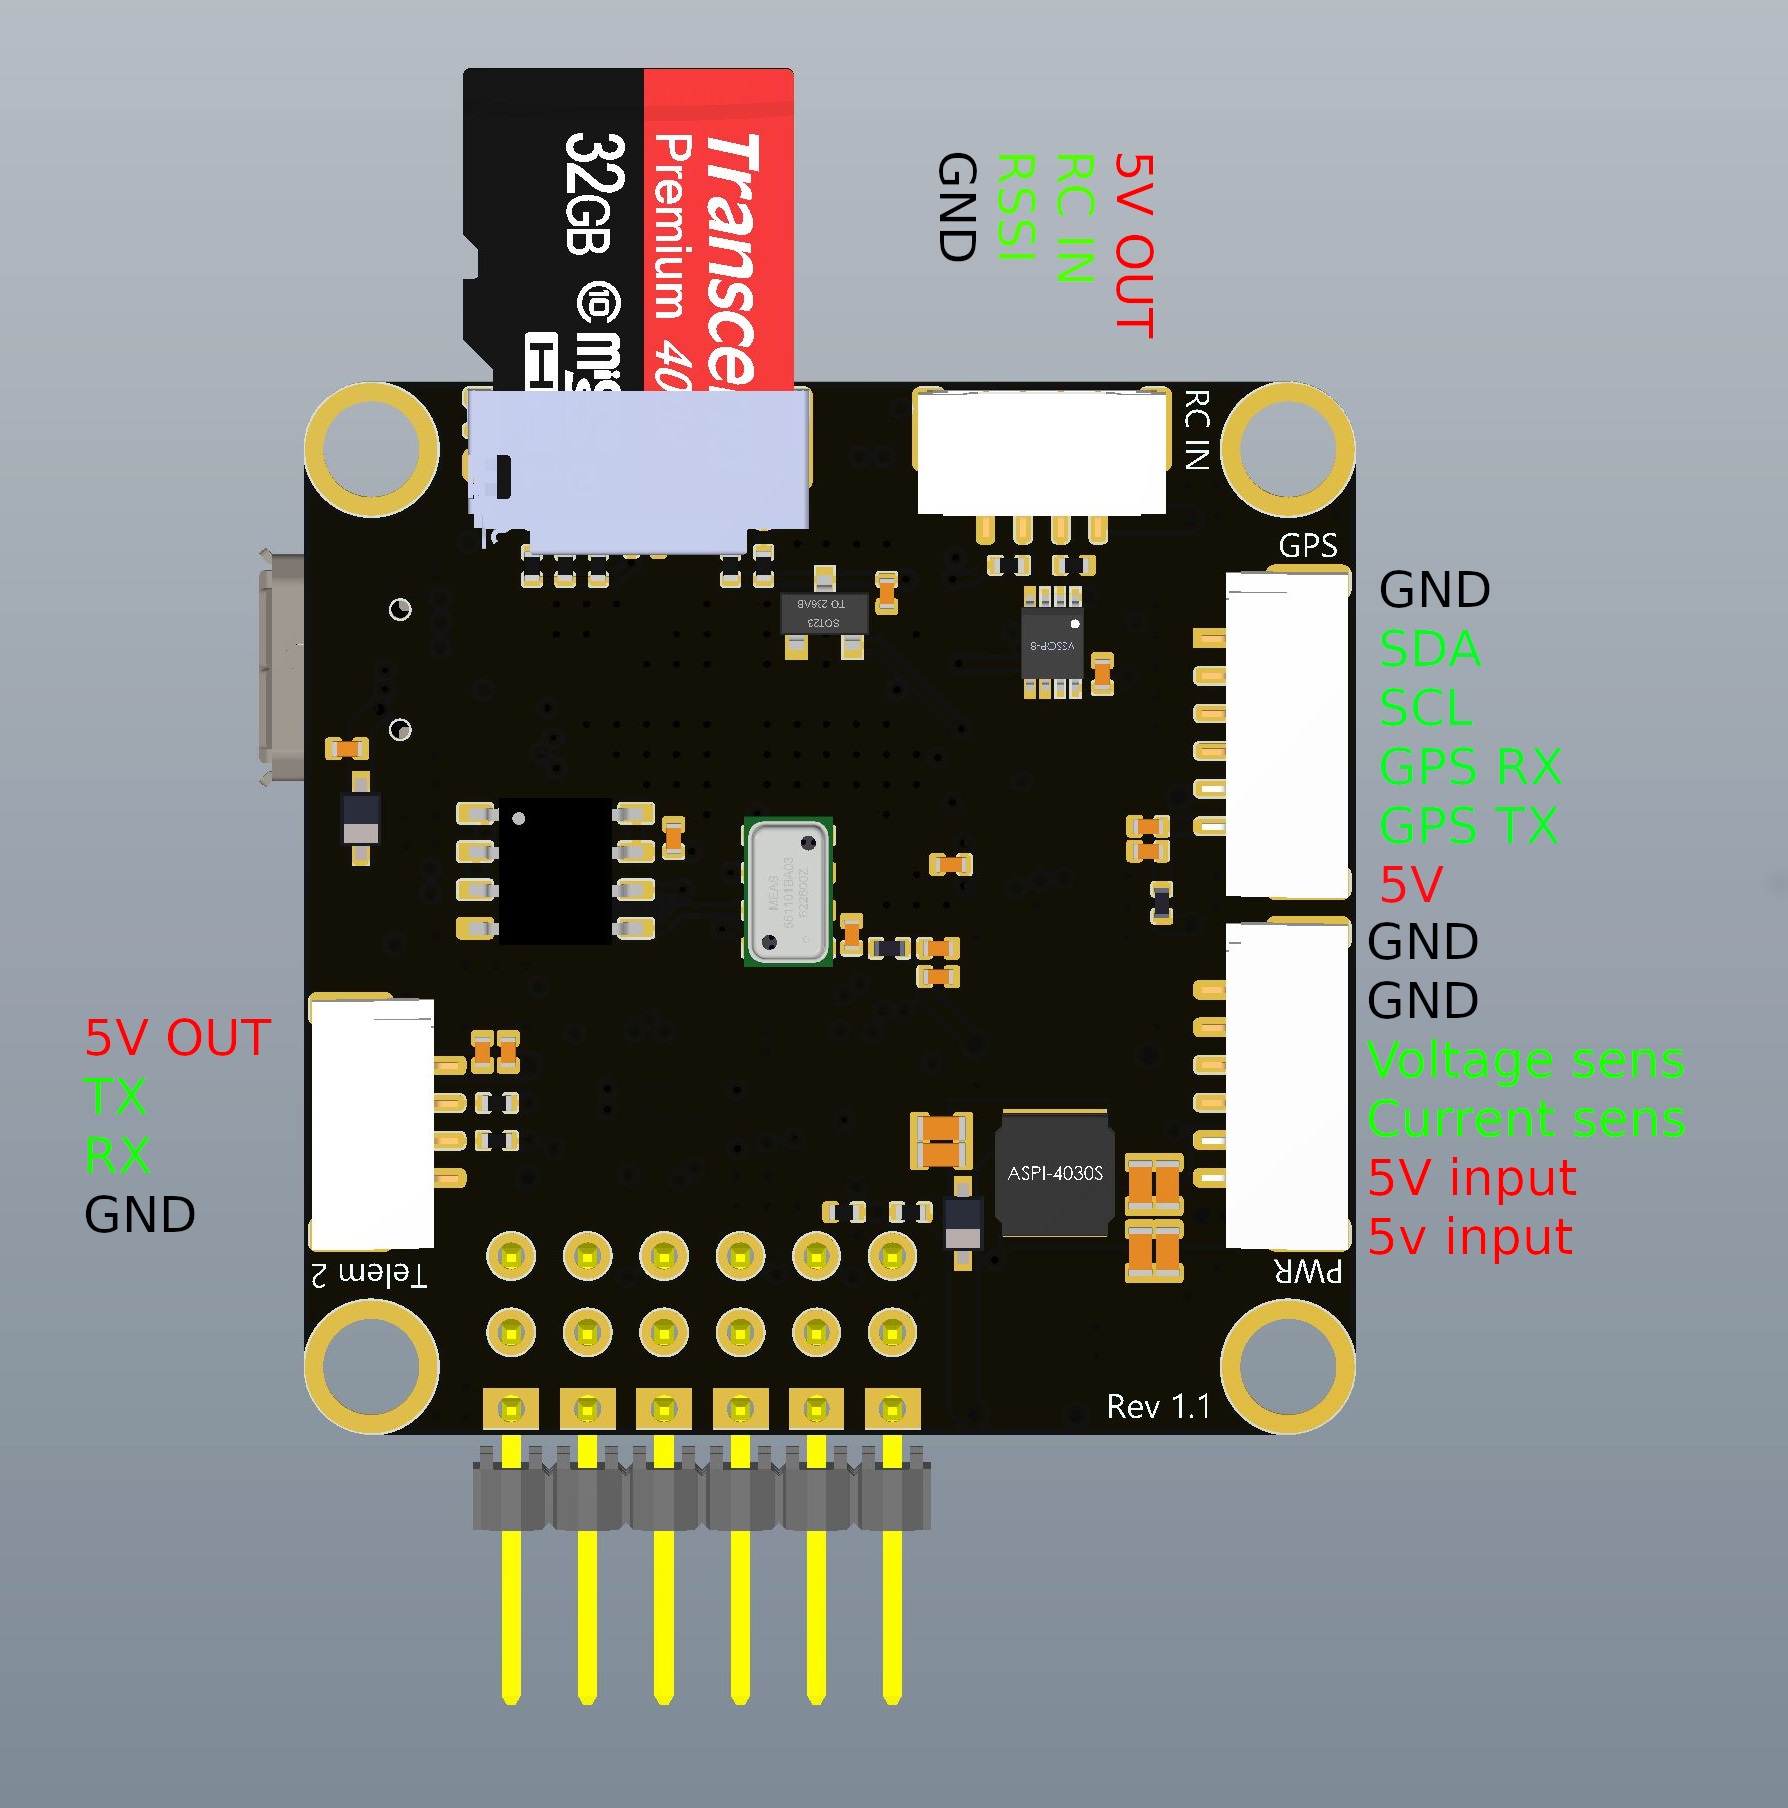 Transce
Premium 40
32GB
10
GND
RSSI
RC IN
5V OUT
RC IN
GPS
GND
SDA
SCL
GPS RX
GPS TX
5V
GND
GND
Voltage sens
Current sens
5V input
5v input
PWR
TO 236AB
SOT23
VSSOP-8
MEAS
ASPI-4030S
5V OUT
TX
RX
GND
Telem 2
Rev 1.1